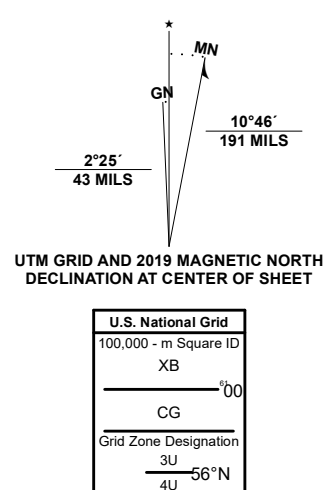 ★
MN
GN
10°46´
191 MILS
2°25´
43 MILS
UTM GRID AND 2019 MAGNETIC NORTH
DECLINATION AT CENTER OF SHEET
U.S. National Grid
100,000 - m Square ID
XB
⁶¹00
CG
Grid Zone Designation
3U
56°N
4U